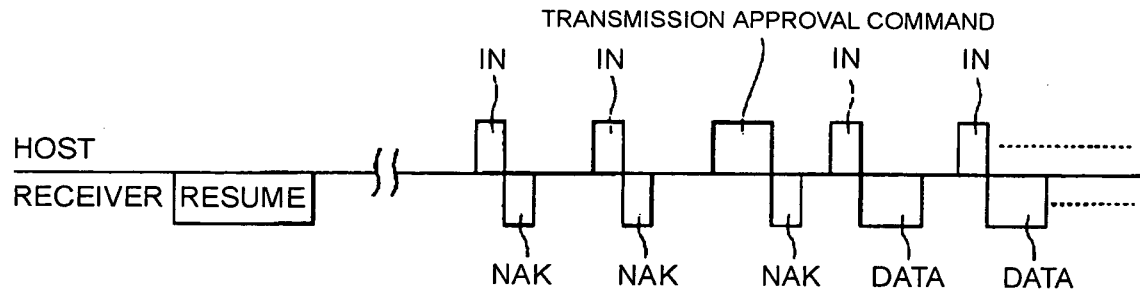 TRANSMISSION APPROVAL COMMAND
IN IN IN IN
HOST
RECEIVER RESUME
NAK NAK NAK DATA DATA